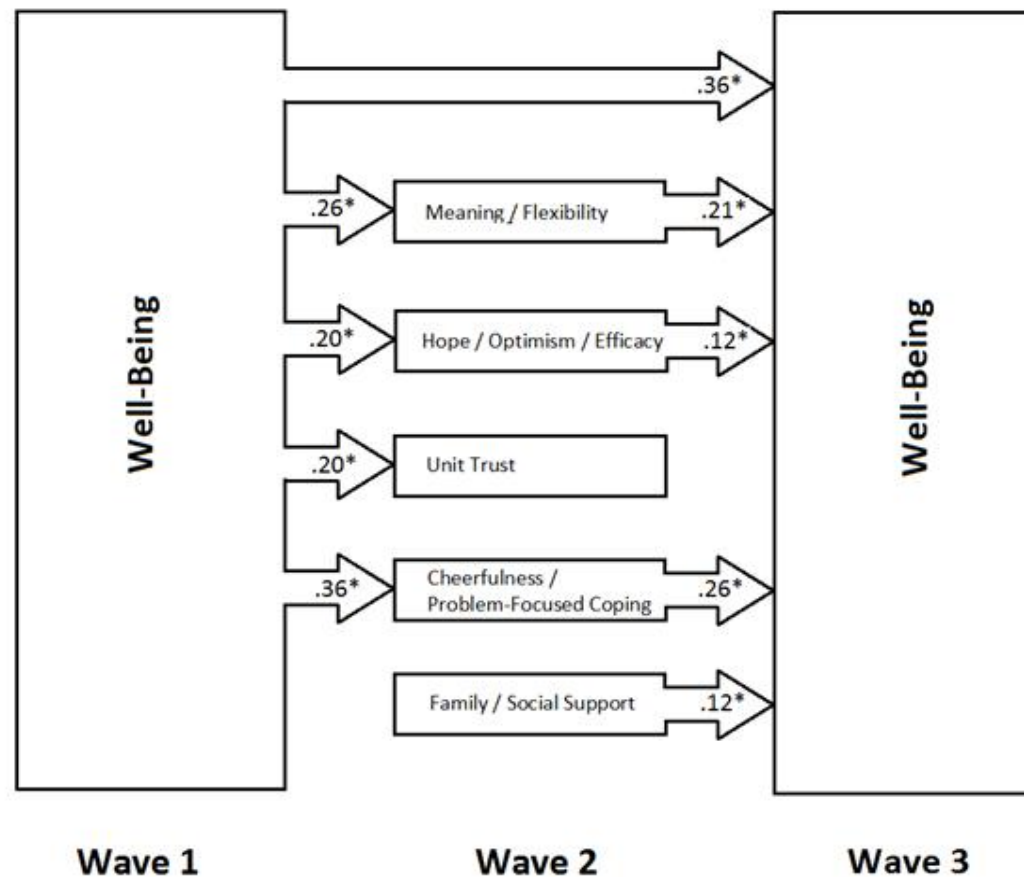 .36*
.26*
Meaning / Flexibility
.21*
.20*
Hope / Optimism / Efficacy
.12*
Well-Being
Well-Being
.20*
Unit Trust
.36*
Cheerfulness /
Problem-Focused Coping
.26*
Family / Social Support
.12*
Wave 1
Wave 2
Wave 3